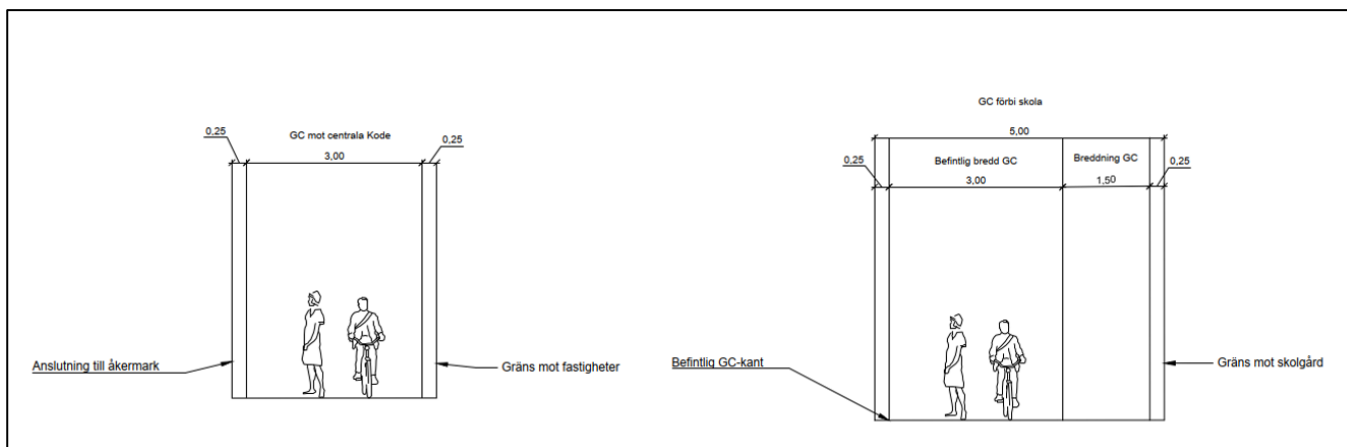 0,25
GC mot centrala Kode
0,25
3,00
Anslutning till åkermark
Gräns mot fastigheter
GC förbi skola
5,00
0,25
Befintlig bredd GC
Breddning GC
0,25
3,00
1,50
Befintlig GC-kant
Gräns mot skolgård